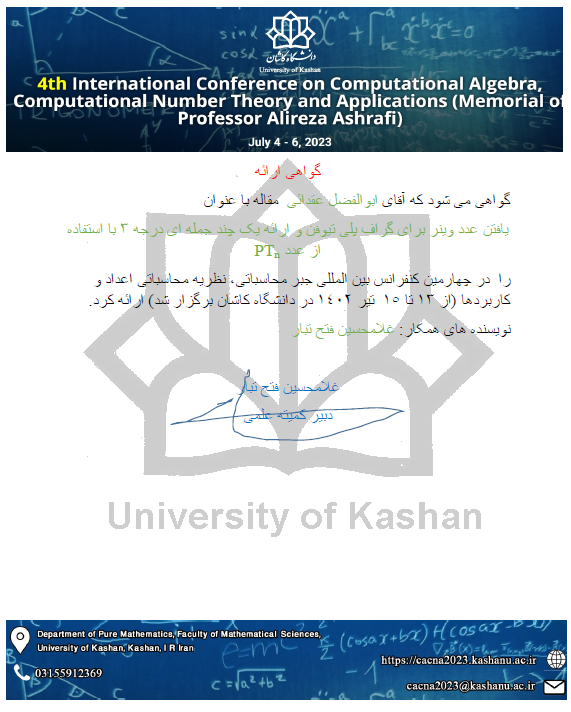 دانشگاه کاشان
University of Kashan
4th International Conference on Computational Algebra,
Computational Number Theory and Applications (Memorial of
Professor Alireza Ashrafi)
July 4 - 6, 2023
گواهی ارائه
گواهی می شود که آقای ابوالفضل عقدائی مقاله با عنوان
یافتن عدد وینر برای گراف پلی تیوفن و ارائه یک چند جمله ای درجه ۳ با استفاده
از عدد PTn
را در چهارمین کنفرانس بین المللی جبر محاسباتی، نظریه محاسباتی اعداد و
کاربردها (از ۱۳ تا ۱۵ تیر ۱۴۰۲ در دانشگاه کاشان برگزار شد) ارائه کرد.
نویسنده های همکار: غلامحسین فتح تبار
غلامحسین فتح تبار
دبیر کمیته علمی
University of Kashan
Department of Pure Mathematics, Faculty of Mathematical Sciences,
University of Kashan, Kashan, I R Iran
03155912369
https://cacna2023.kashanu.ac.ir
cacna2023@kashanu.ac.ir